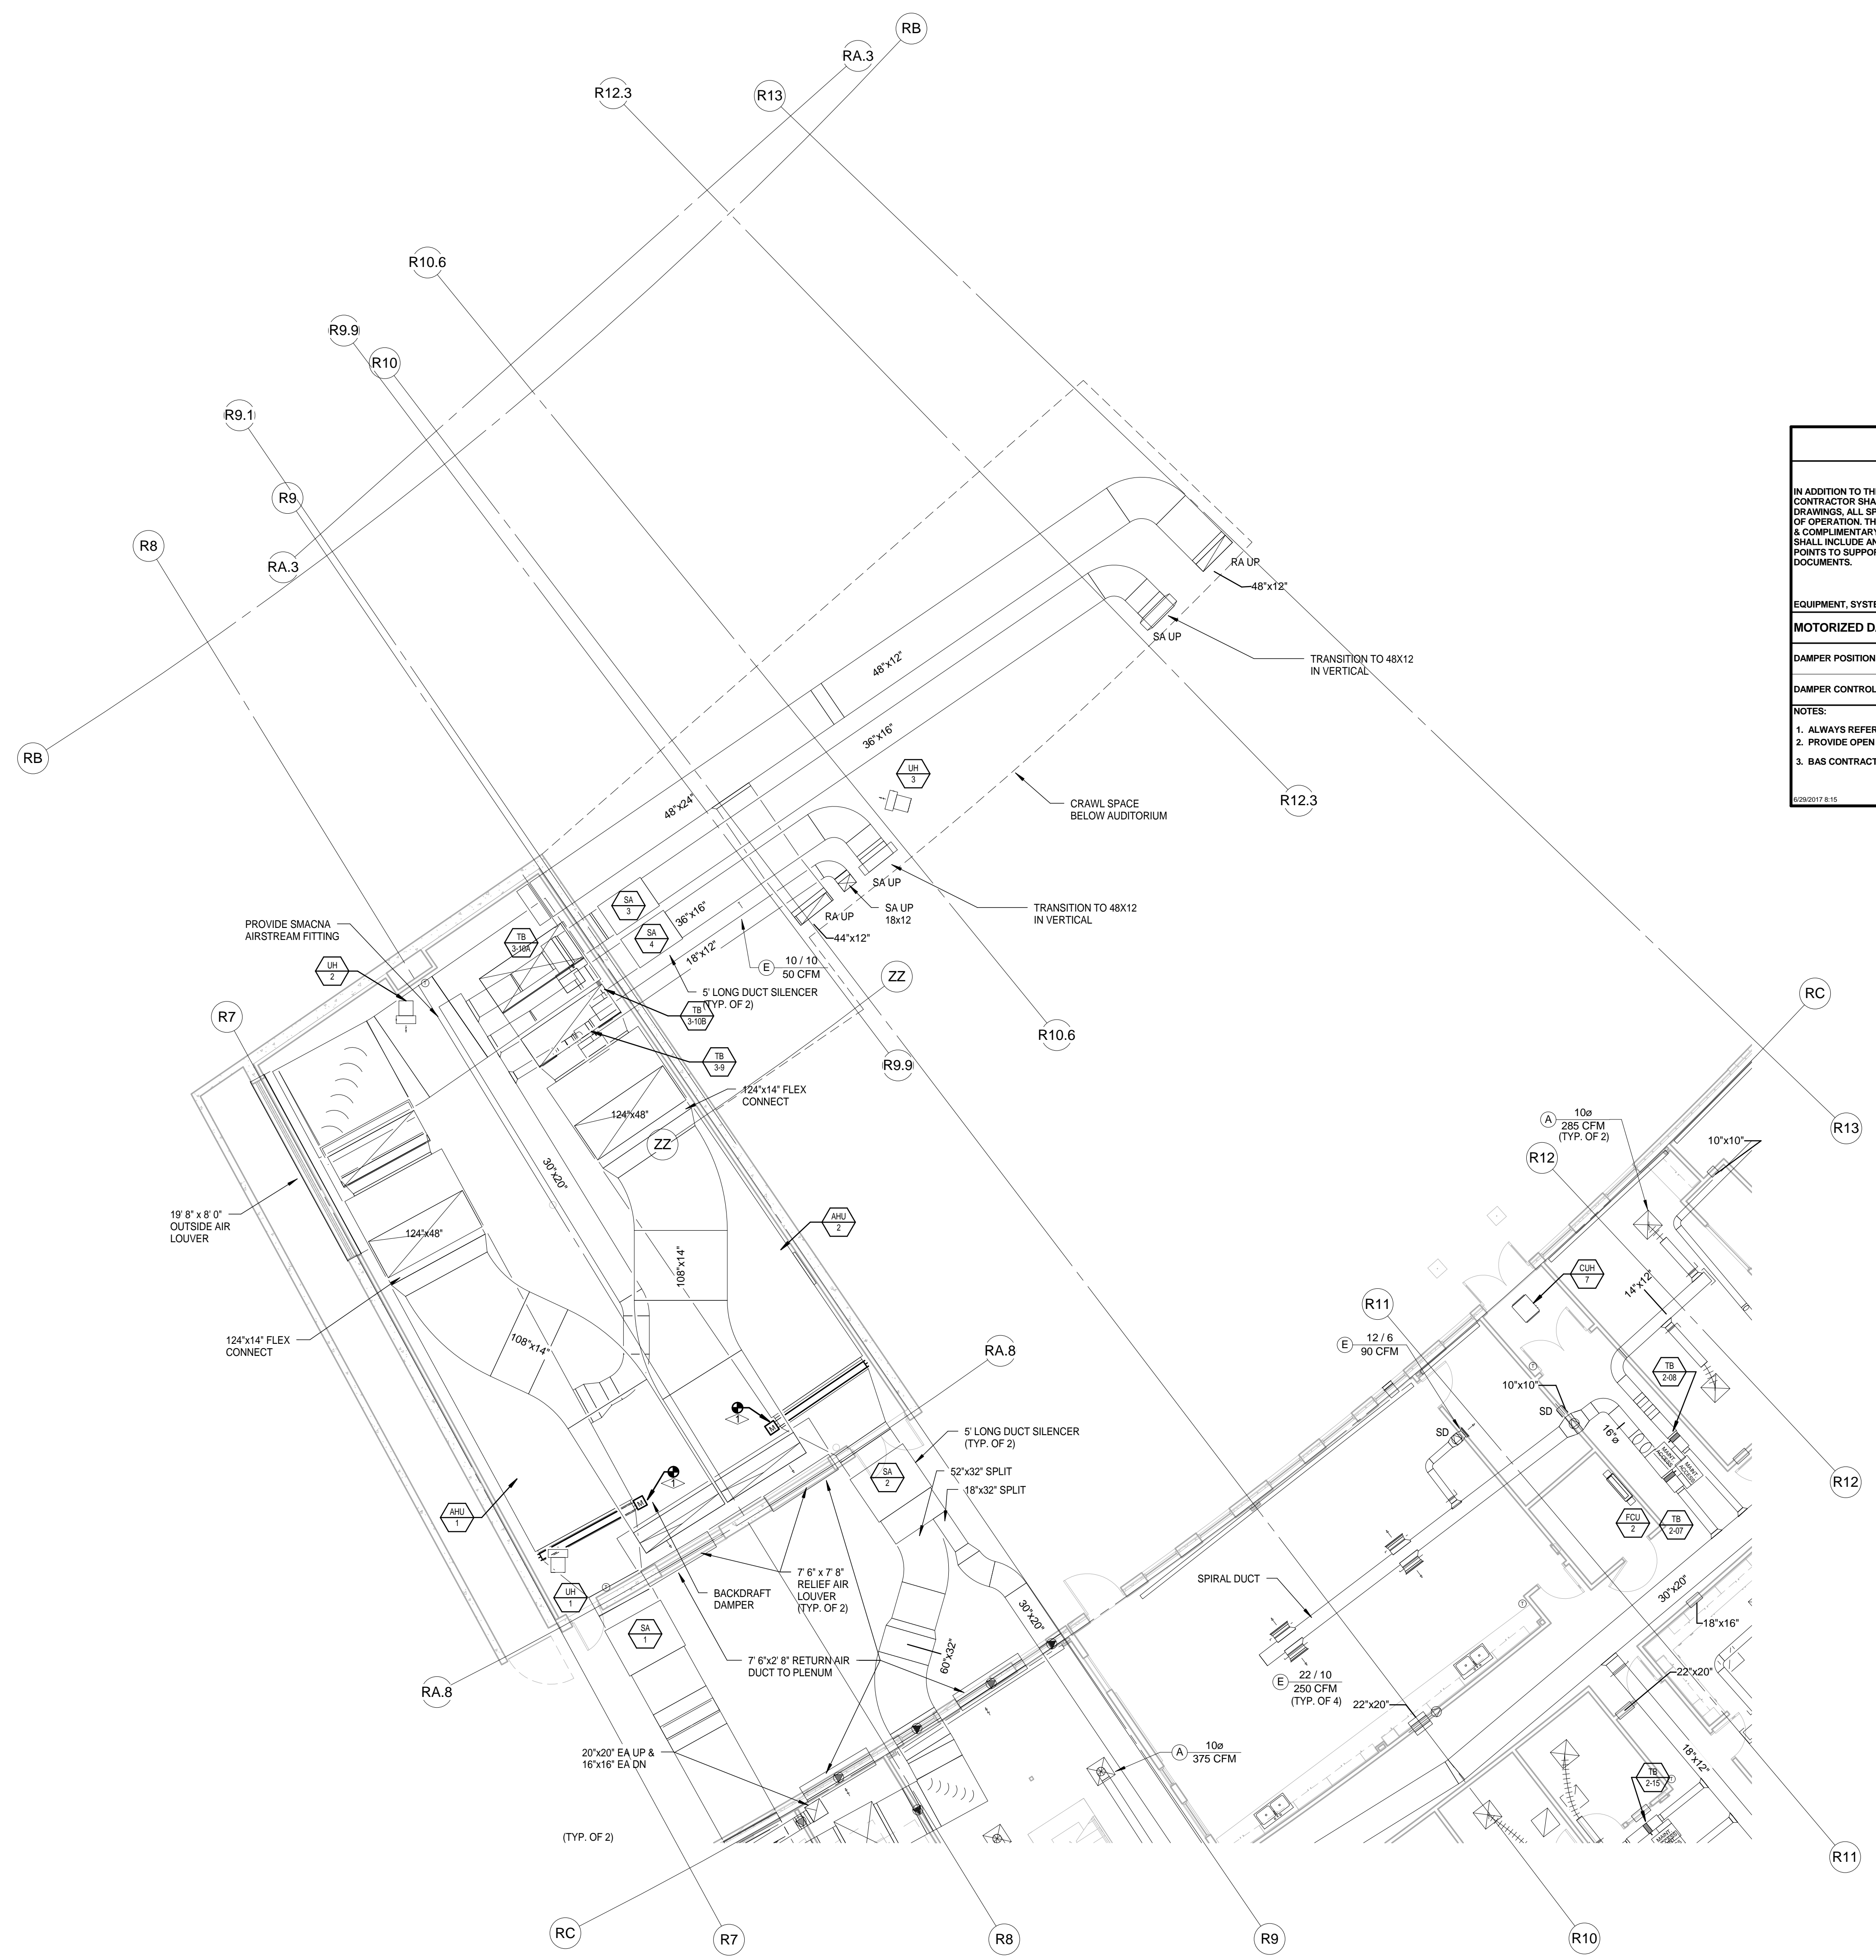 RB
RA.3
R12.3
R13
R10.6
R9.9
R10
R9.1
R9
R8
RA.3
RB
IN ADDITION TO TH
CONTRACTOR SHA
DRAWINGS, ALL SP
OF OPERATION. TH
& COMPLIMENTARY
SHALL INCLUDE AN
POINTS TO SUPPOR
DOCUMENTS.
EQUIPMENT, SYSTE
MOTORIZED D
DAMPER POSITION
DAMPER CONTROL
NOTES:
1. ALWAYS REFER
2. PROVIDE OPEN
3. BAS CONTRACT
6/29/2017 8:15
RA UP
48"x12"
SA UP
TRANSITION TO 48X12
IN VERTICAL
48"x12"
36"x16"
UH
3
CRAWL SPACE
BELOW AUDITORIUM
R12.3
48"x24"
SA UP
TRANSITION TO 48X12
IN VERTICAL
SA UP
18x12
RA UP
44"x12"
SA
3
SA
4
36"x16"
18"x12"
E
10 / 10
50 CFM
5' LONG DUCT SILENCER
(TYP. OF 2)
PROVIDE SMACNA
AIRSTREAM FITTING
TB
3-10A
UH
2
TB
3-10B
TB
3-9
ZZ
R7
R10.6
R9.9
RC
124"x14" FLEX
CONNECT
124"x48"
ZZ
30"x20"
19' 8" x 8' 0"
OUTSIDE AIR
LOUVER
124"x48"
AHU
2
108"x14"
108"x14"
124"x14" FLEX
CONNECT
A
10ø
285 CFM
(TYP. OF 2)
10"x10"
R13
R12
CUH
7
14"x12"
R11
E
12 / 6
90 CFM
RA.8
TB
2-08
10"x10"
SD
SD
16"ø
MAINT
ACCESS
MAINT
ACCESS
1
M
5' LONG DUCT SILENCER
(TYP. OF 2)
SA
2
52"x32" SPLIT
18"x32" SPLIT
1
M
AHU
1
R12
FCU
2
TB
2-07
UH
1
BACKDRAFT
DAMPER
7' 6" x 7' 8"
RELIEF AIR
LOUVER
(TYP. OF 2)
SPIRAL DUCT
30"x20"
30"x20"
18"x16"
SA
1
60"x32"
7' 6"x2' 8" RETURN AIR
DUCT TO PLENUM
E
22 / 10
250 CFM
(TYP. OF 4)
22"x20"
22"x20"
RA.8
20"x20" EA UP &
16"x16" EA DN
A
10ø
375 CFM
18"x12"
TB
2-15
MAINT
(TYP. OF 2)
R11
RC
R7
R8
R9
R10